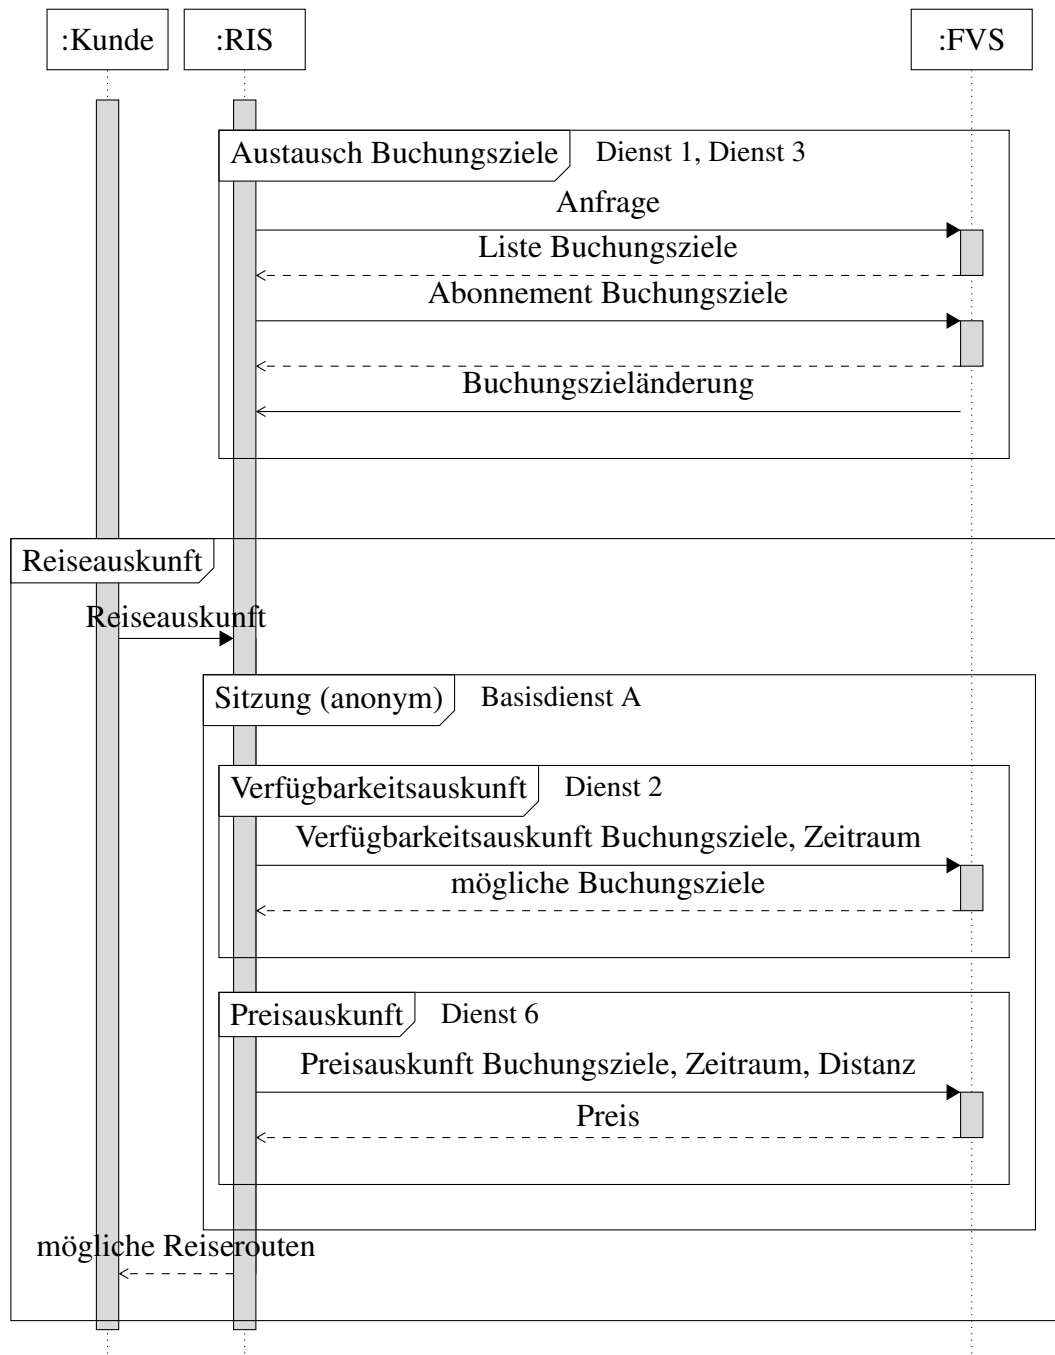 :Kunde :RIS :FVS
Austausch Buchungsziele Dienst 1, Dienst 3
Anfrage
Liste Buchungsziele
Abonnement Buchungsziele
Buchungszieländerung
Reiseauskunft
Reiseauskunft
Sitzung (anonym) Basisdienst A
Verfügbarkeitsauskunft Dienst 2
Verfügbarkeitsauskunft Buchungsziele, Zeitraum
mögliche Buchungsziele
Preisauskunft Dienst 6
Preisauskunft Buchungsziele, Zeitraum, Distanz
Preis
mögliche Reiserouten